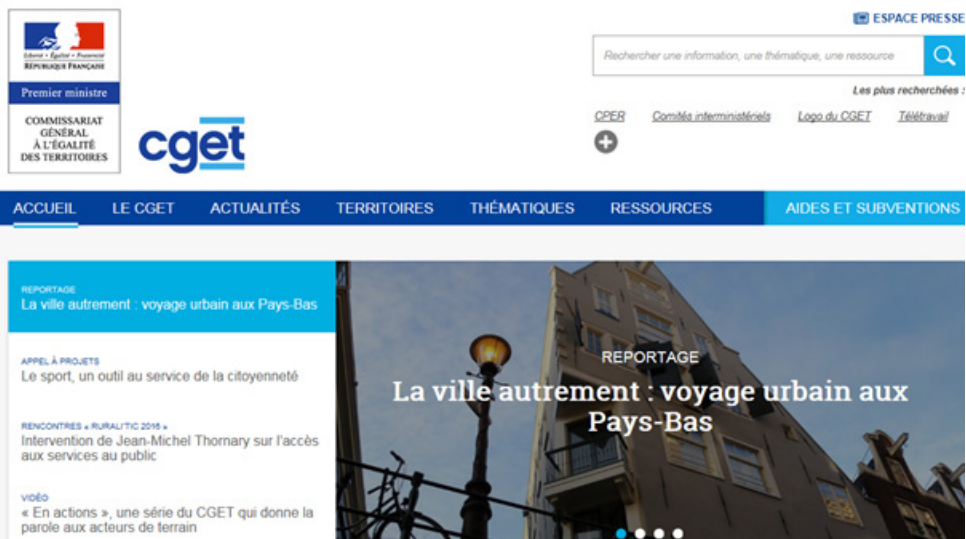 ESPACE PRESSE
Liberté • Égalité • Fraternité
RÉPUBLIQUE FRANÇAISE
Premier ministre
COMMISSARIAT
GÉNÉRAL
À L'ÉGALITÉ
DES TERRITOIRES
cget
Rechercher une information, une thématique, une ressource
Les plus recherchées :
CPER Comités interministériels Logo du CGET Télétravail
ACCUEIL LE CGET ACTUALITÉS TERRITOIRES THÉMATIQUES RESSOURCES AIDES ET SUBVENTIONS
REPORTAGE
La ville autrement : voyage urbain aux Pays-Bas
APPEL À PROJETS
Le sport, un outil au service de la citoyenneté
RENCONTRES « RURALITIC 2016 »
Intervention de Jean-Michel Thornary sur l'accès
aux services au public
VIDÉO
« En actions », une série du CGET qui donne la
parole aux acteurs de terrain
REPORTAGE
La ville autrement : voyage urbain aux
Pays-Bas